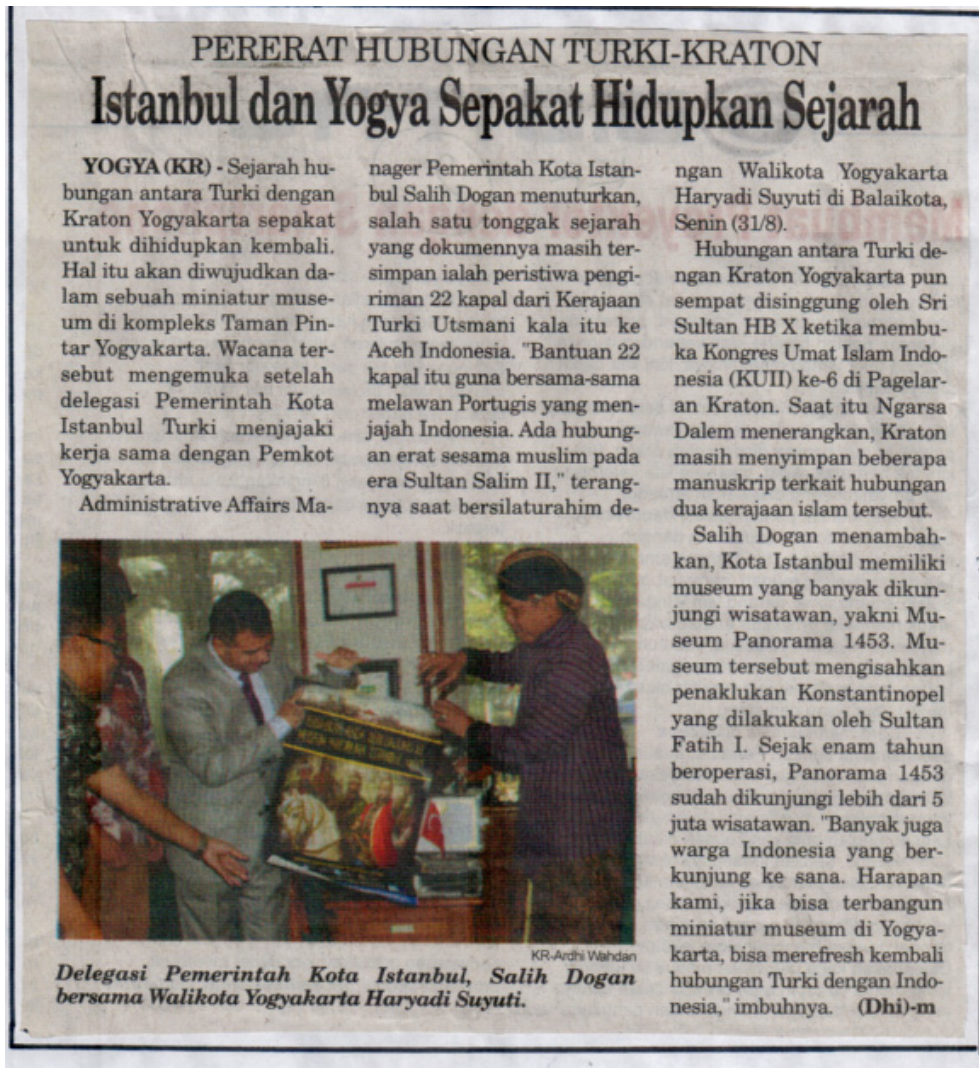 PERERAT HUBUNGAN TURKI-KRATON
Istanbul dan Yogya Sepakat Hidupkan Sejarah
YOGYA (KR) - Sejarah hu-
bungan antara Turki dengan
Kraton Yogyakarta sepakat
untuk dihidupkan kembali.
Hal itu akan diwujudkan da-
lam sebuah miniatur muse-
um di kompleks Taman Pin-
tar Yogyakarta. Wacana ter-
sebut mengemuka setelah
delegasi Pemerintah Kota
Istanbul Turki menjajaki
kerja sama dengan Pemkot
Yogyakarta.
Administrative Affairs Ma-
nager Pemerintah Kota Istan-
bul Salih Dogan menuturkan,
salah satu tonggak sejarah
yang dokumennya masih ter-
simpan ialah peristiwa pengi-
riman 22 kapal dari Kerajaan
Turki Utsmani kala itu ke
Aceh Indonesia. "Bantuan 22
kapal itu guna bersama-sama
melawan Portugis yang men-
jajah Indonesia. Ada hubung-
an erat sesama muslim pada
era Sultan Salim II," terang-
nya saat bersilaturahim de-
ngan Walikota Yogyakarta
Haryadi Suyuti di Balaikota,
Senin (31/8).
Hubungan antara Turki de-
ngan Kraton Yogyakarta pun
sempat disinggung oleh Sri
Sultan HB X ketika membu-
ka Kongres Umat Islam Indo-
nesia (KUII) ke-6 di Pagelar-
an Kraton. Saat itu Ngarsa
Dalem menerangkan, Kraton
masih menyimpan beberapa
manuskrip terkait hubungan
dua kerajaan islam tersebut.
Salih Dogan menambah-
kan, Kota Istanbul memiliki
museum yang banyak dikun-
jungi wisatawan, yakni Mu-
seum Panorama 1453. Mu-
seum tersebut mengisahkan
penaklukan Konstantinopel
yang dilakukan oleh Sultan
Fatih I. Sejak enam tahun
beroperasi, Panorama 1453
sudah dikunjungi lebih dari 5
juta wisatawan. "Banyak juga
warga Indonesia yang ber-
kunjung ke sana. Harapan
kami, jika bisa terbangun
miniatur museum di Yogya-
karta, bisa merefresh kembali
hubungan Turki dengan Indo-
nesia," imbuhnya. (Dhi)-m
KR-Ardhi Wahdan
Delegasi Pemerintah Kota Istanbul, Salih Dogan
bersama Walikota Yogyakarta Haryadi Suyuti.